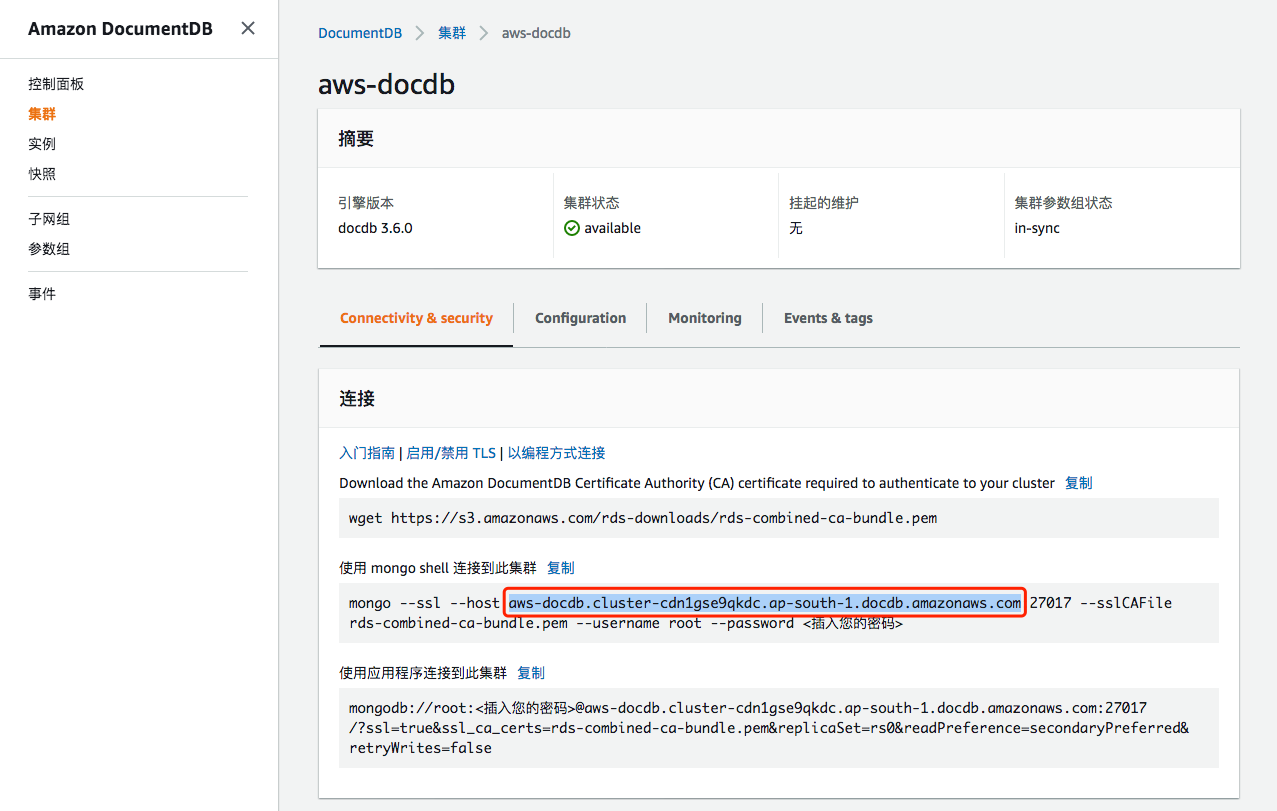 Amazon DocumentDB
控制面板
集群
实例
快照
子网组
参数组
事件
DocumentDB > 集群 > aws-docdb
aws-docdb
摘要
引擎版本
docdb 3.6.0
集群状态
available
挂起的维护
无
集群参数组状态
in-sync
Connectivity & security
Configuration
Monitoring
Events & tags
连接
入门指南 | 启用/禁用 TLS | 以编程方式连接
Download the Amazon DocumentDB Certificate Authority (CA) certificate required to authenticate to your cluster 复制
wget https://s3.amazonaws.com/rds-downloads/rds-combined-ca-bundle.pem
使用 mongo shell 连接到此集群 复制
mongo --ssl --host aws-docdb.cluster-cdn1gse9qkdc.ap-south-1.docdb.amazonaws.com 27017 --sslCAFile
rds-combined-ca-bundle.pem --username root --password <插入您的密码>
使用应用程序连接到此集群 复制
mongodb://root:<插入您的密码>@aws-docdb.cluster-cdn1gse9qkdc.ap-south-1.docdb.amazonaws.com:27017
/?ssl=true&ssl_ca_certs=rds-combined-ca-bundle.pem&replicaSet=rs0&readPreference=secondaryPreferred&
retryWrites=false